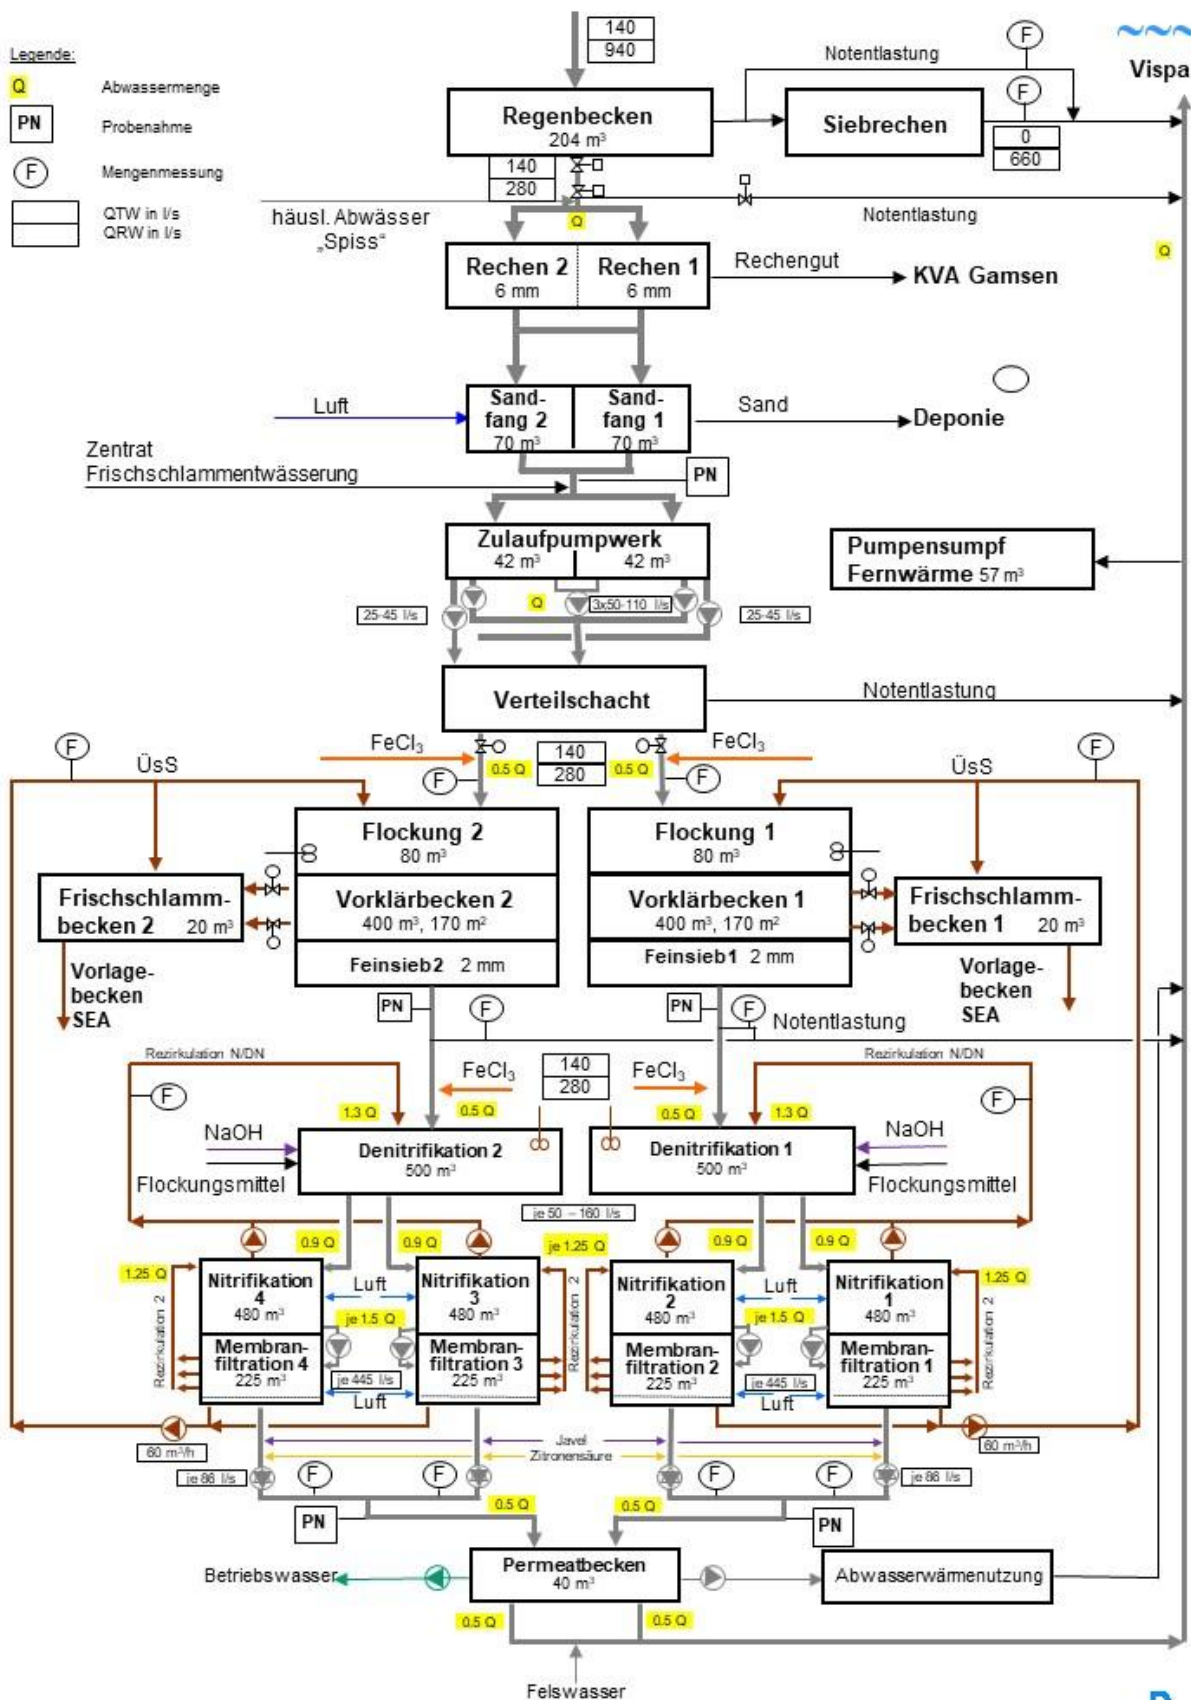 140
940
Notentlastung
F
Vispa
Legende:
Q Abwassermenge
PN Probenahme
F Mengenmessung
QTW in l/s
QRW in l/s
Regenbecken
204 m³
Siebrechen
F
0
660
140
280
häusl. Abwässer
„Spiss“
Q
Notentlastung
Q
Rechen 2
6 mm
Rechen 1
6 mm
Rechengut
KVA Gamsen
Luft
Sand-
fang 2
70 m³
Sand-
fang 1
70 m³
Sand
Deponie
Zentrat
Frischschlammentwässerung
PN
Zulaufpumpwerk
42 m³
42 m³
Pumpensumpf
Fernwärme 57 m³
25-45 l/s
Q
3x50-110 l/s
25-45 l/s
Verteilschacht
Notentlastung
F
ÜsS
FeCl₃
0.5 Q
140
280
0.5 Q
FeCl₃
ÜsS
F
F
F
Flockung 2
80 m³
Flockung 1
80 m³
Frischschlamm-
becken 2 20 m³
Vorklärbecken 2
400 m³, 170 m²
Vorklärbecken 1
400 m³, 170 m²
Frischschlamm-
becken 1 20 m³
Feinsieb2 2 mm
Feinsieb1 2 mm
Vorlage-
becken
SEA
Vorlage-
becken
SEA
PN
F
PN
F
Notentlastung
Rezirkulation N/DN
Rezirkulation N/DN
F
FeCl₃
140
280
FeCl₃
F
1.3 Q
0.5 Q
0.5 Q
1.3 Q
NaOH
Flockungsmittel
Denitrifikation 2
500 m³
Denitrifikation 1
500 m³
NaOH
Flockungsmittel
je 50 – 160 l/s
0.9 Q
0.9 Q
je 1.25 Q
0.9 Q
0.9 Q
1.25 Q
1.25 Q
Nitrifikation
4
480 m³
Luft
Nitrifikation
3
480 m³
Nitrifikation
2
480 m³
Luft
Nitrifikation
1
480 m³
Rezirkulation 2
je 1.5 Q
Rezirkulation 2
je 1.5 Q
Rezirkulation 2
Membran-
filtration 4
225 m³
je 445 l/s
Luft
Membran-
filtration 3
225 m³
Membran-
filtration 2
225 m³
je 445 l/s
Luft
Membran-
filtration 1
225 m³
60 m³/h
60 m³/h
Javel
Zitronensäure
je 86 l/s
F
F
F
F
je 86 l/s
PN
0.5 Q
0.5 Q
PN
Betriebswasser
Permeatbecken
40 m³
Abwasserwärmenutzung
0.5 Q
0.5 Q
Felswasser